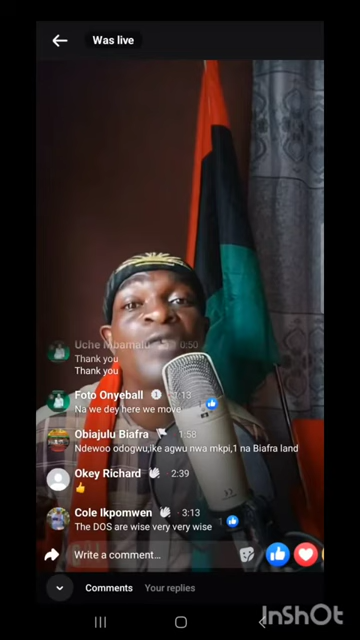 Was live
Uche Mbamalu 0:50
Thank you
Thank you
Foto Onyeball 1:13
Na we dey here we move
Obiajulu Biafra 1:58
Ndewoo odogwu,ike agwu nwa mkpi,1 na Biafra land
Okey Richard 2:39
Cole Ikpomwen 3:13
The DOS are wise very very wise
Write a comment...
Comments Your replies
InShOt